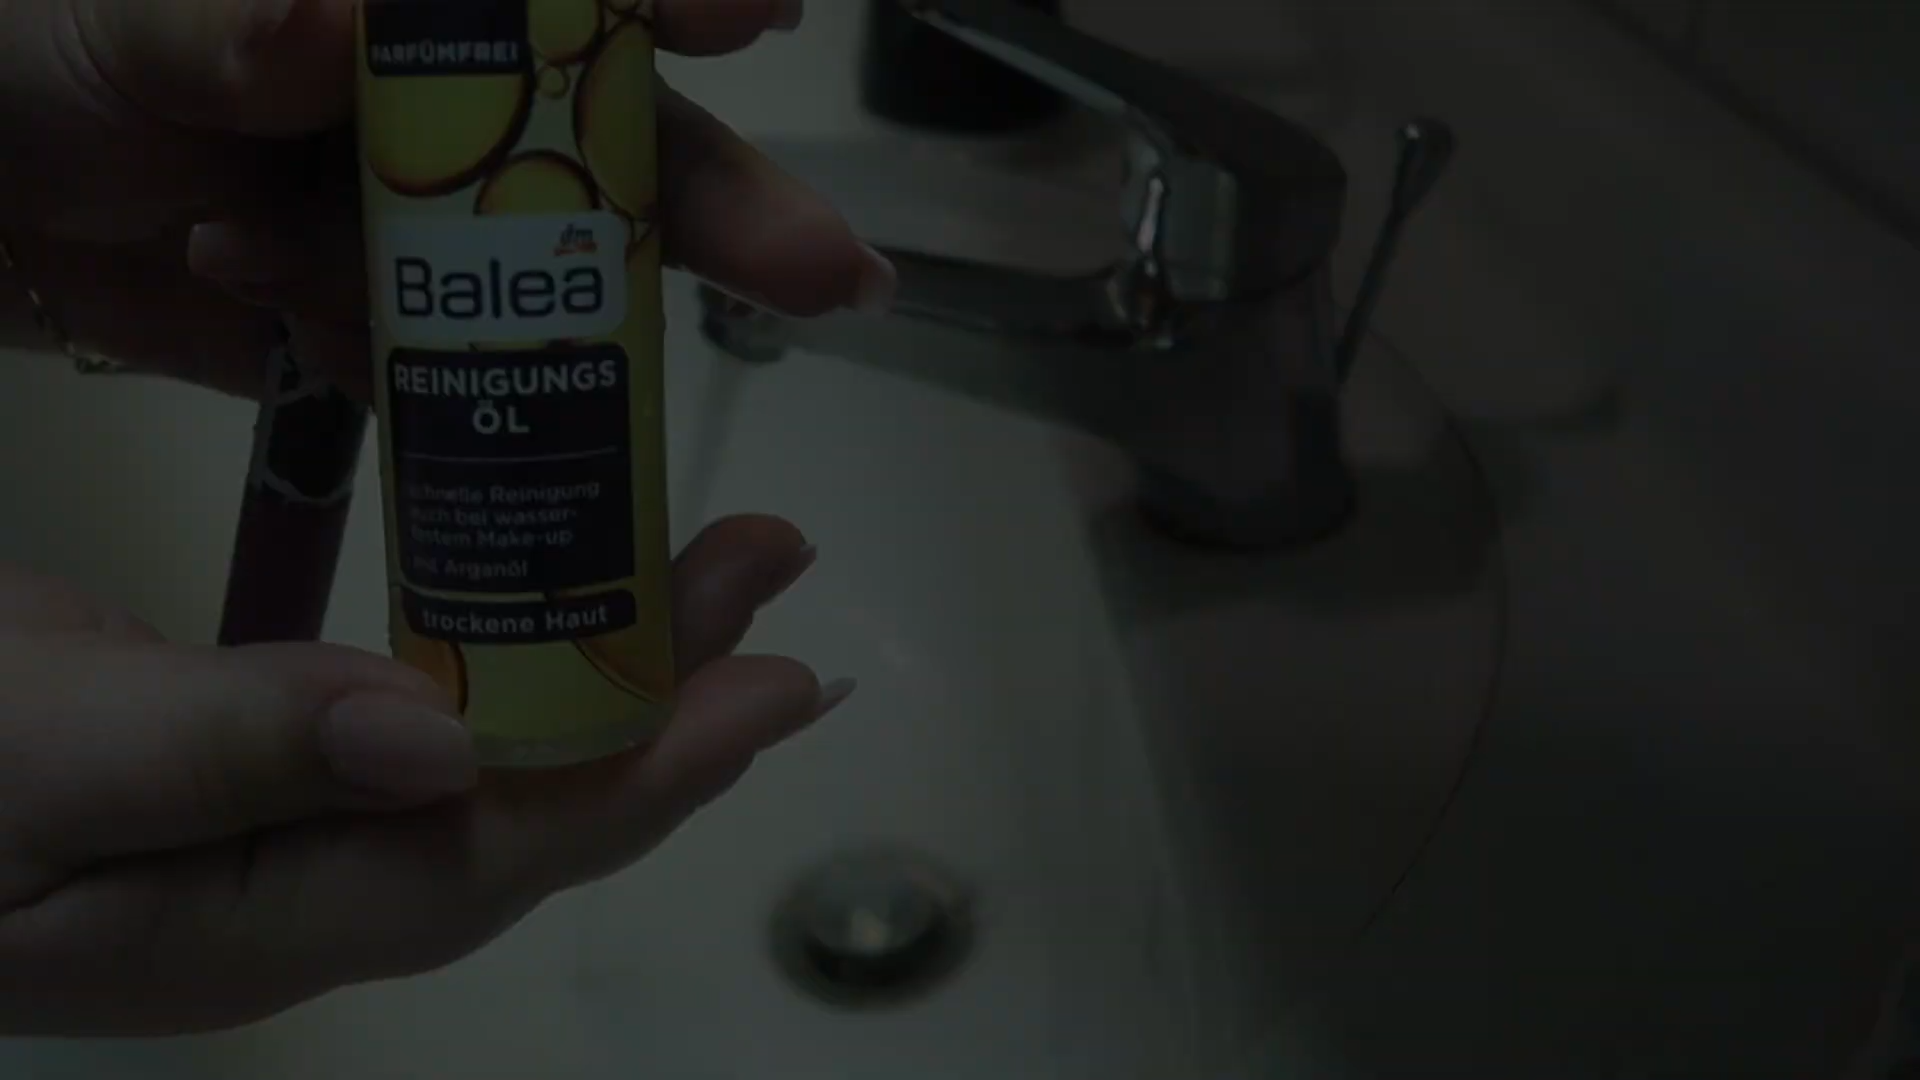 PARFÜMFREI
dm
Balea
REINIGUNGS
ÖL
schnelle Reinigung
auch bei wasser-
festem Make-up
mit Arganöl
trockene Haut